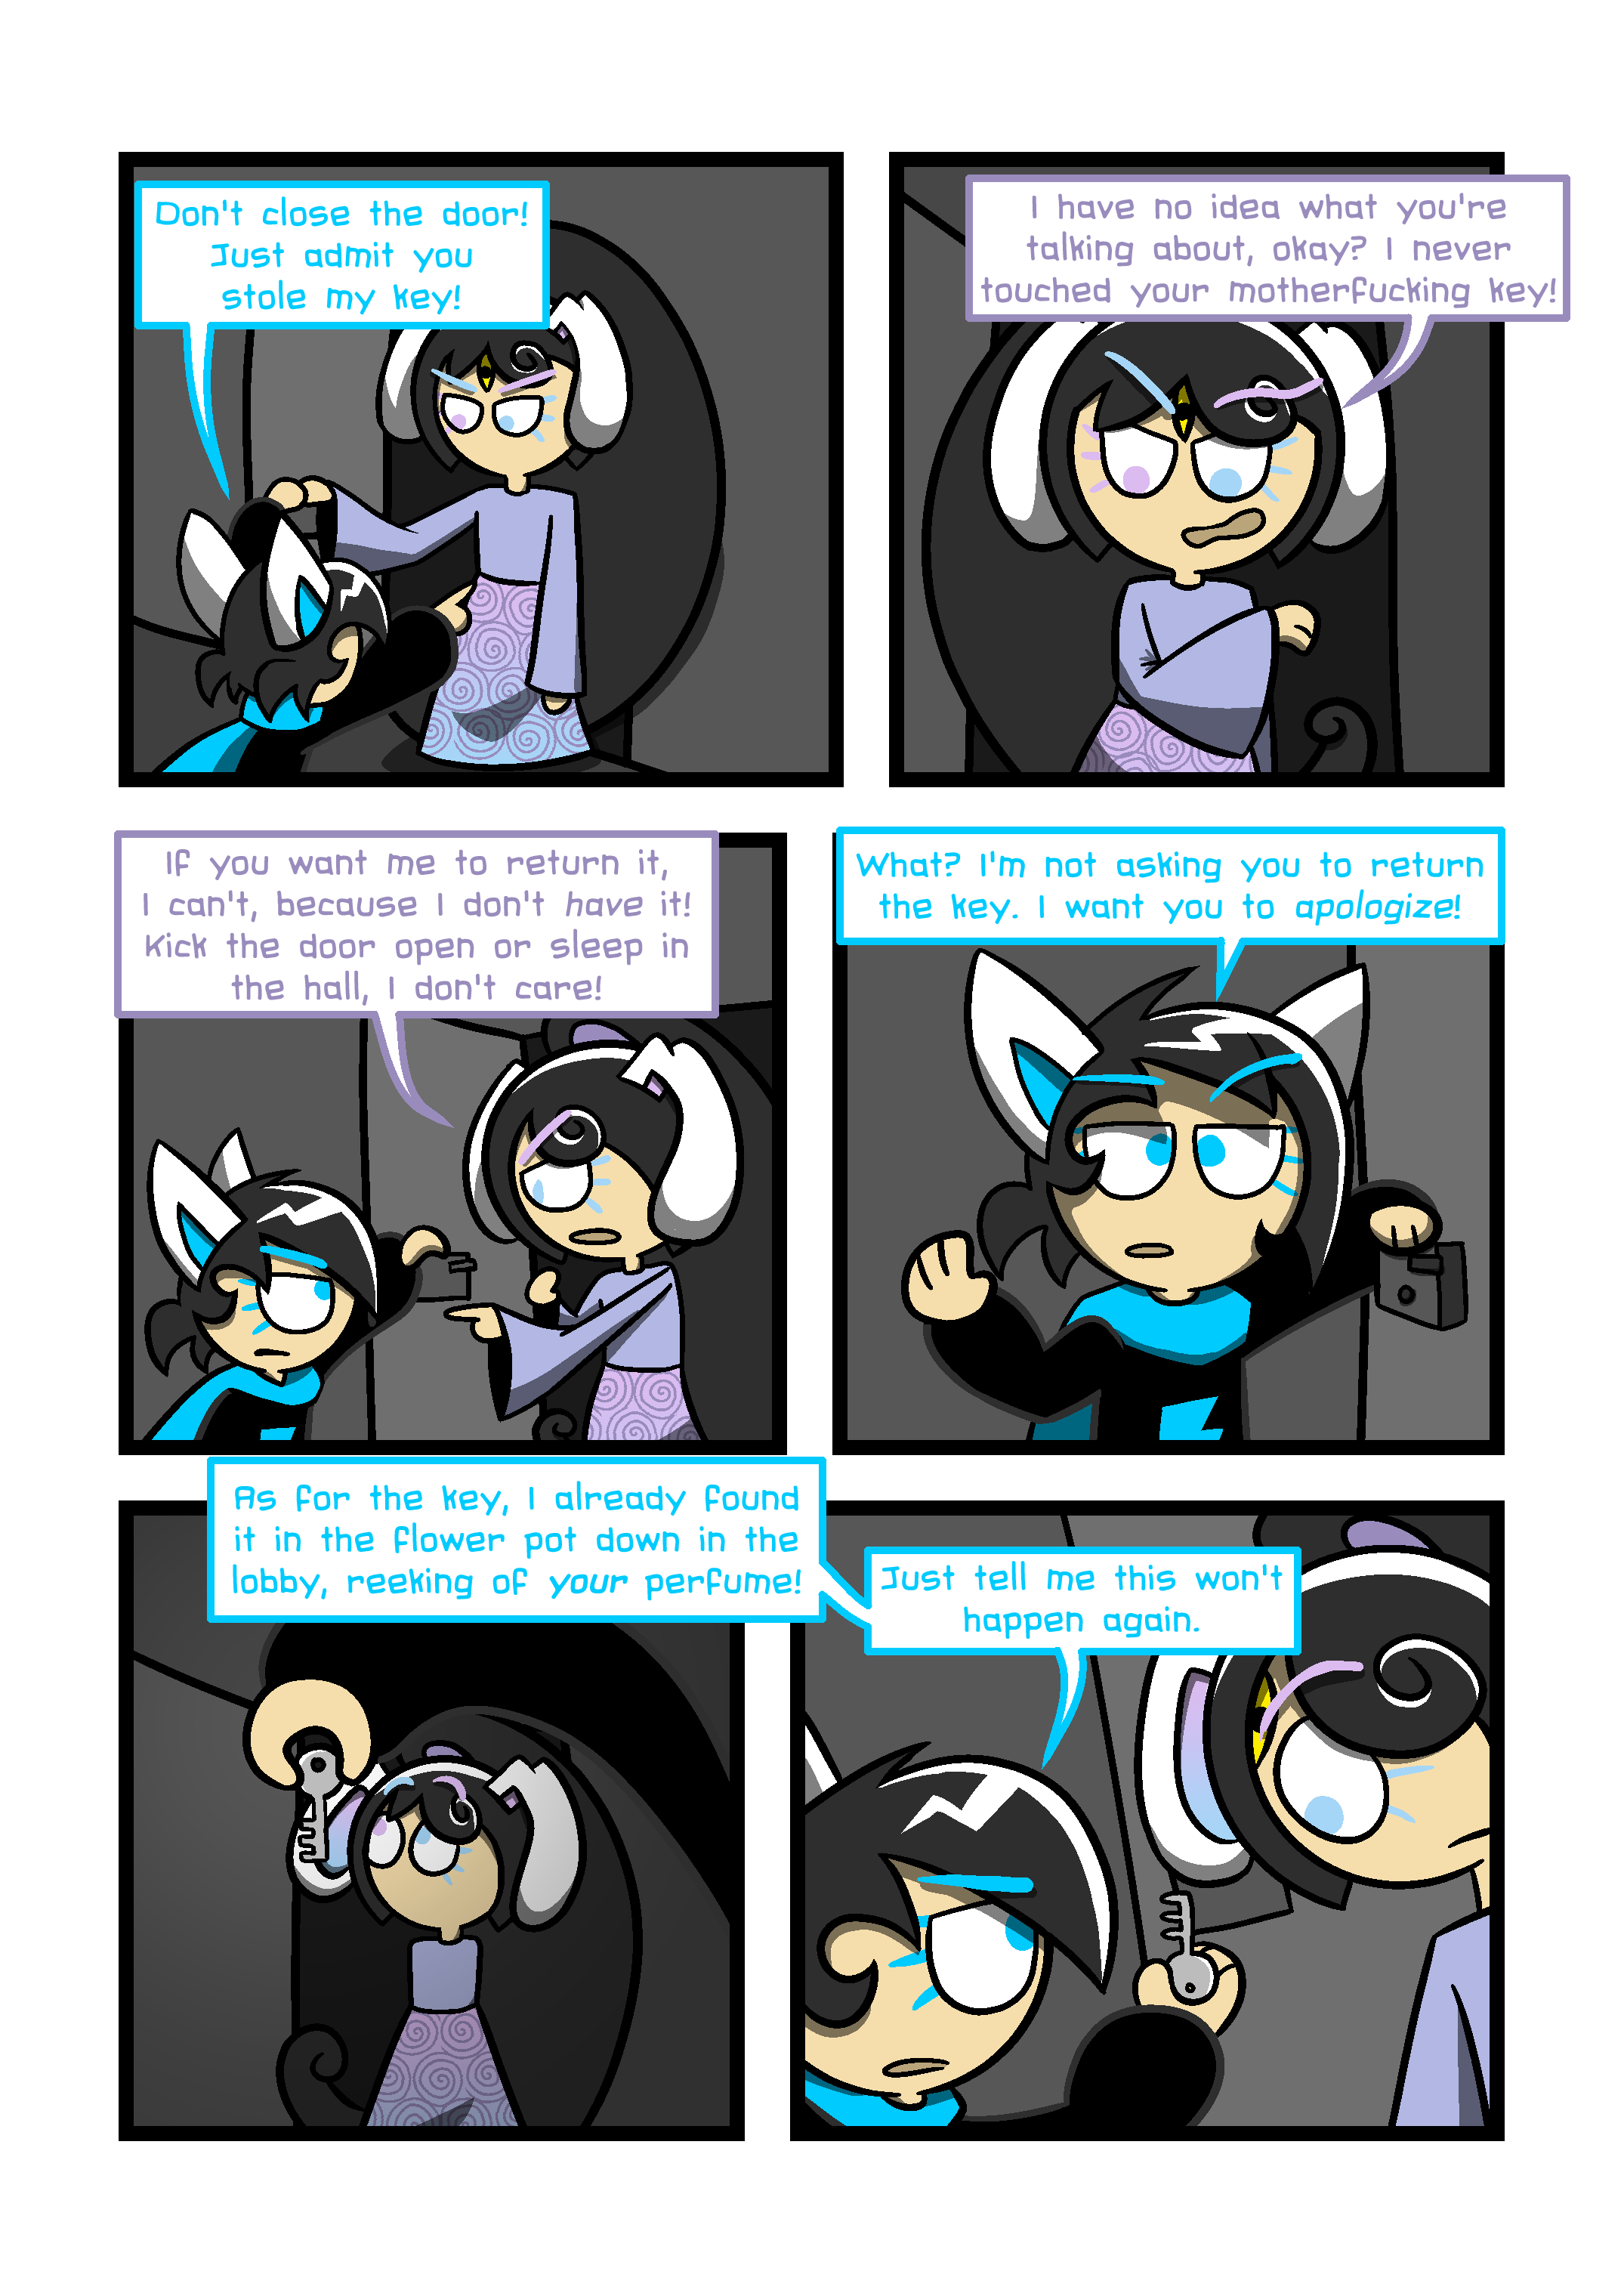 Don't close the door!
Just admit you
stole my key!
I have no idea what you're
talking about, okay? I never
touched your motherfucking key!
If you want me to return it,
I can't, because I don't have it!
Kick the door open or sleep in
the hall, I don't care!
What? I'm not asking you to return
the key. I want you to apologize!
As for the key, I already found
it in the flower pot down in the
lobby, reeking of your perfume!
Just tell me this won't
happen again.